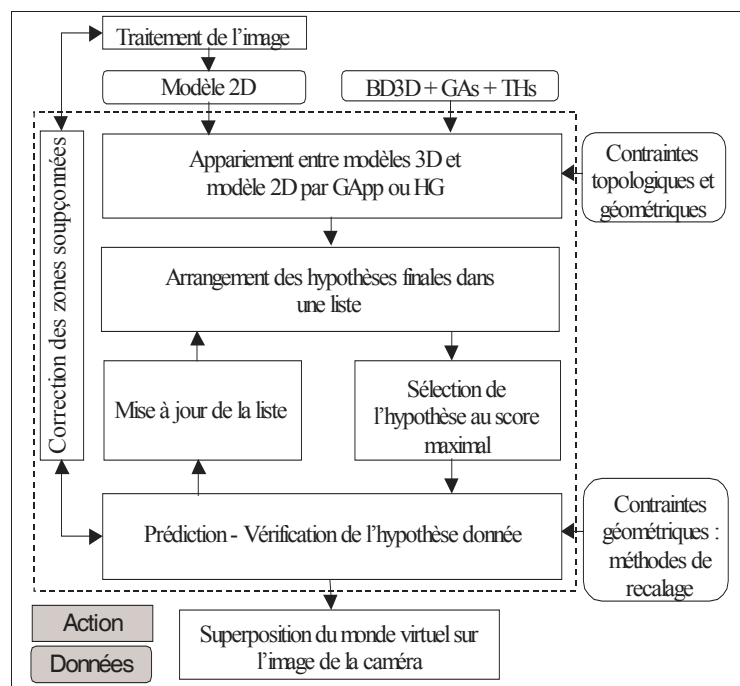 Traitement de l'image
Modèle 2D
BD3D + GAs + THs
Appariement entre modèles 3D et
modèle 2D par GApp ou HG
Contraintes
topologiques et
géométriques
Correction des zones soupçonnées
Arrangement des hypothèses finales dans
une liste
Mise à jour de la liste
Sélection de
l'hypothèse au score
maximal
Prédiction - Vérification de l'hypothèse donnée
Contraintes
géométriques :
méthodes de
recalage
Superposition du monde virtuel sur
l'image de la caméra
Action
Données